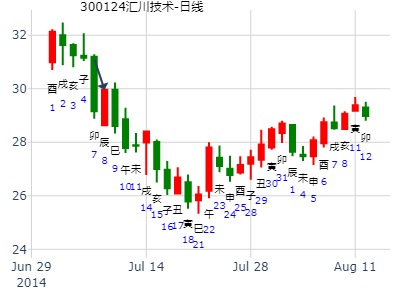 300124汇川技术-日线
32
30
28
26
24
酉
1
戌
2
亥
3
子
4
卯
7
辰
8
巳
9
午
10
未
11
戌
14
亥
15
子
16
丑
17
寅
18
巳
21
午
22
未
23
申
24
酉
25
子
28
丑
29
寅
30
卯
31
辰
1
未
4
申
5
酉
6
戌
7
亥
8
寅
11
卯
12
Jun 29
2014
Jul 14
Jul 28
Aug 11